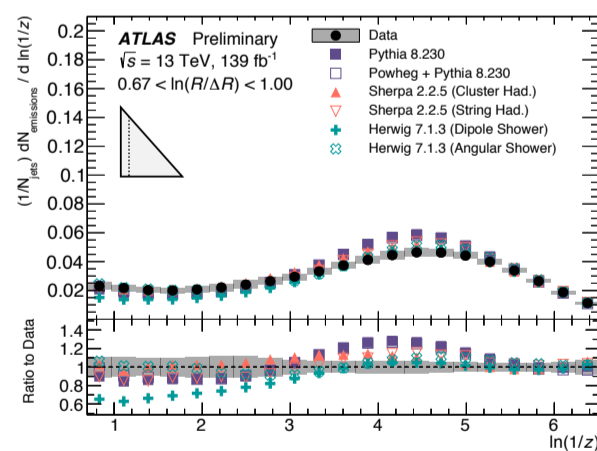 ATLAS Preliminary
√s = 13 TeV, 139 fb⁻¹
0.67 < ln(R/ΔR) < 1.00
Data
Pythia 8.230
Powheg + Pythia 8.230
Sherpa 2.2.5 (Cluster Had.)
Sherpa 2.2.5 (String Had.)
Herwig 7.1.3 (Dipole Shower)
Herwig 7.1.3 (Angular Shower)
(1/N_jets) dN_emissions / d ln(1/z)
0.2
0.18
0.16
0.14
0.12
0.1
0.08
0.06
0.04
0.02
Ratio to Data
1.4
1.2
1.0
0.8
0.6
1 2 3 4 5 6
ln(1/z)